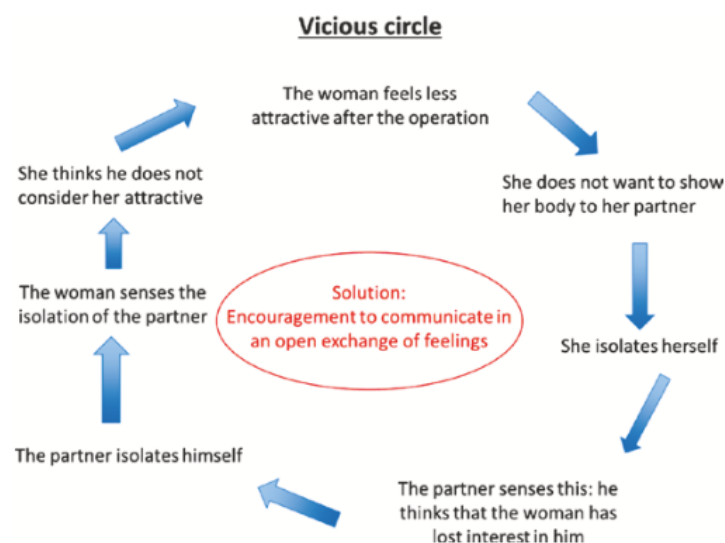 Vicious circle
The woman feels less
attractive after the operation
She does not want to show
her body to her partner
She isolates herself
The partner senses this: he
thinks that the woman has
lost interest in him
The partner isolates himself
The woman senses the
isolation of the partner
She thinks he does not
consider her attractive
Solution:
Encouragement to communicate in
an open exchange of feelings